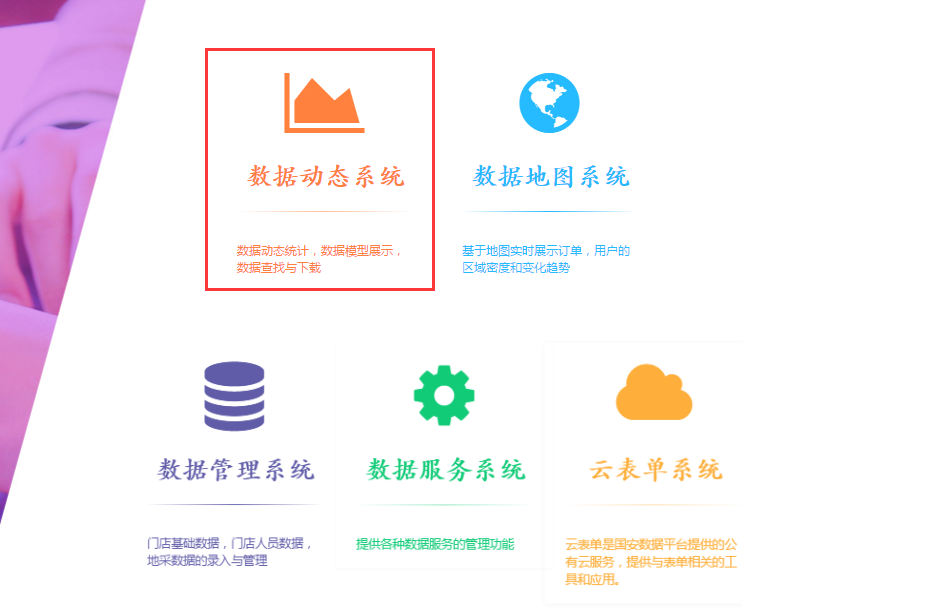 数据动态系统
数据动态统计，数据模型展示，
数据查找与下载
数据地图系统
基于地图实时展示订单，用户的
区域密度和变化趋势
数据管理系统
门店基础数据，门店人员数据，
地采数据的录入与管理
数据服务系统
提供各种数据服务的管理功能
云表单系统
云表单是国安数据平台提供的公
有云服务，提供与表单相关的工
具和应用。